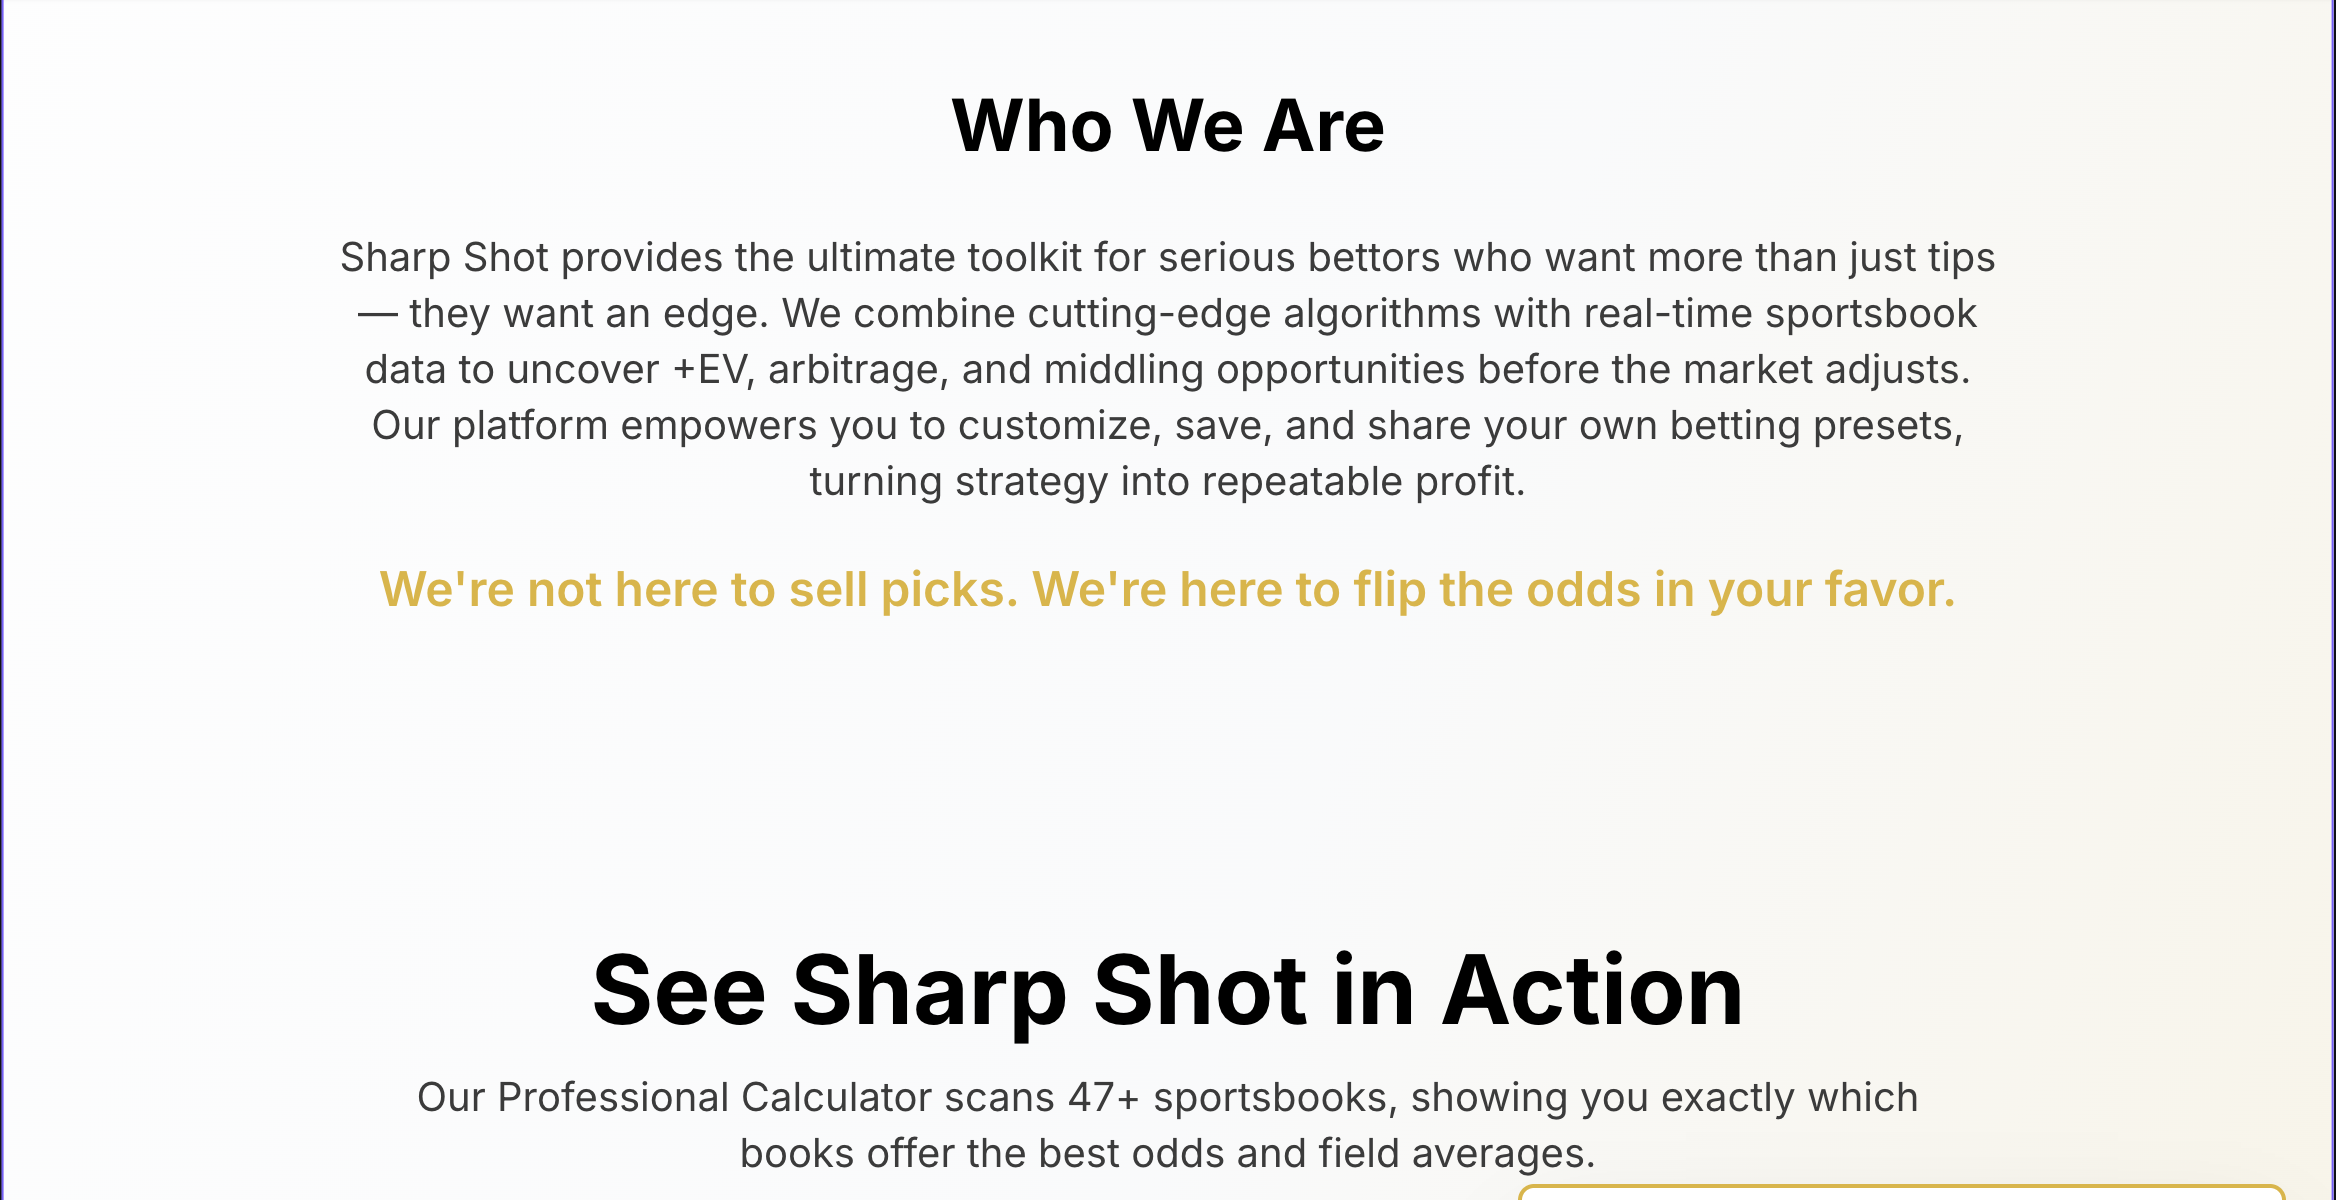 Who We Are
Sharp Shot provides the ultimate toolkit for serious bettors who want more than just tips
— they want an edge. We combine cutting-edge algorithms with real-time sportsbook
data to uncover +EV, arbitrage, and middling opportunities before the market adjusts.
Our platform empowers you to customize, save, and share your own betting presets,
turning strategy into repeatable profit.
We're not here to sell picks. We're here to flip the odds in your favor.
See Sharp Shot in Action
Our Professional Calculator scans 47+ sportsbooks, showing you exactly which
books offer the best odds and field averages.